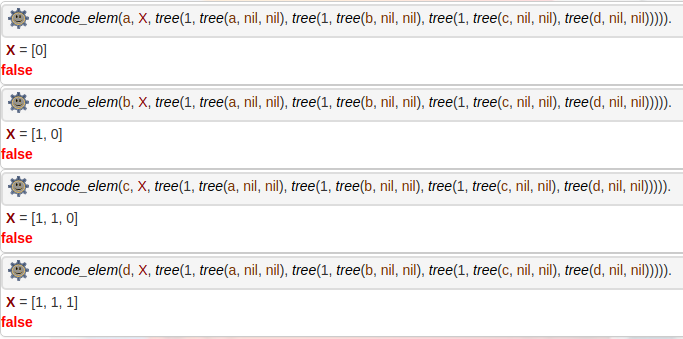 encode_elem(a, X, tree(1, tree(a, nil, nil), tree(1, tree(b, nil, nil), tree(1, tree(c, nil, nil), tree(d, nil, nil))))).
X = [0]
false
encode_elem(b, X, tree(1, tree(a, nil, nil), tree(1, tree(b, nil, nil), tree(1, tree(c, nil, nil), tree(d, nil, nil))))).
X = [1, 0]
false
encode_elem(c, X, tree(1, tree(a, nil, nil), tree(1, tree(b, nil, nil), tree(1, tree(c, nil, nil), tree(d, nil, nil))))).
X = [1, 1, 0]
false
encode_elem(d, X, tree(1, tree(a, nil, nil), tree(1, tree(b, nil, nil), tree(1, tree(c, nil, nil), tree(d, nil, nil))))).
X = [1, 1, 1]
false